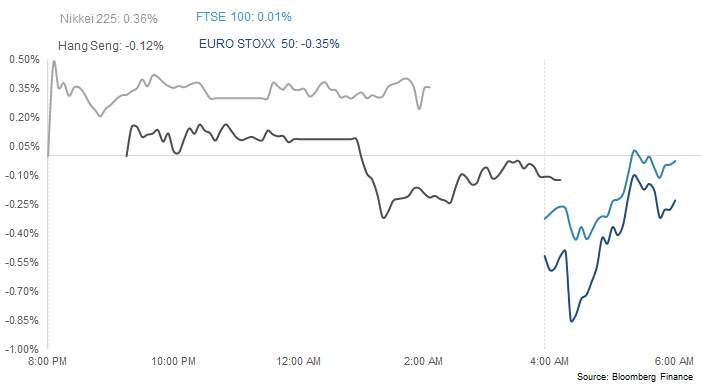 Nikkei 225: 0.36%
FTSE 100: 0.01%
Hang Seng: -0.12%
EURO STOXX 50: -0.35%
0.50%
0.35%
0.20%
0.05%
-0.10%
-0.25%
-0.40%
-0.55%
-0.70%
-0.85%
-1.00%
8:00 PM
10:00 PM
12:00 AM
2:00 AM
4:00 AM
6:00 AM
Source: Bloomberg Finance